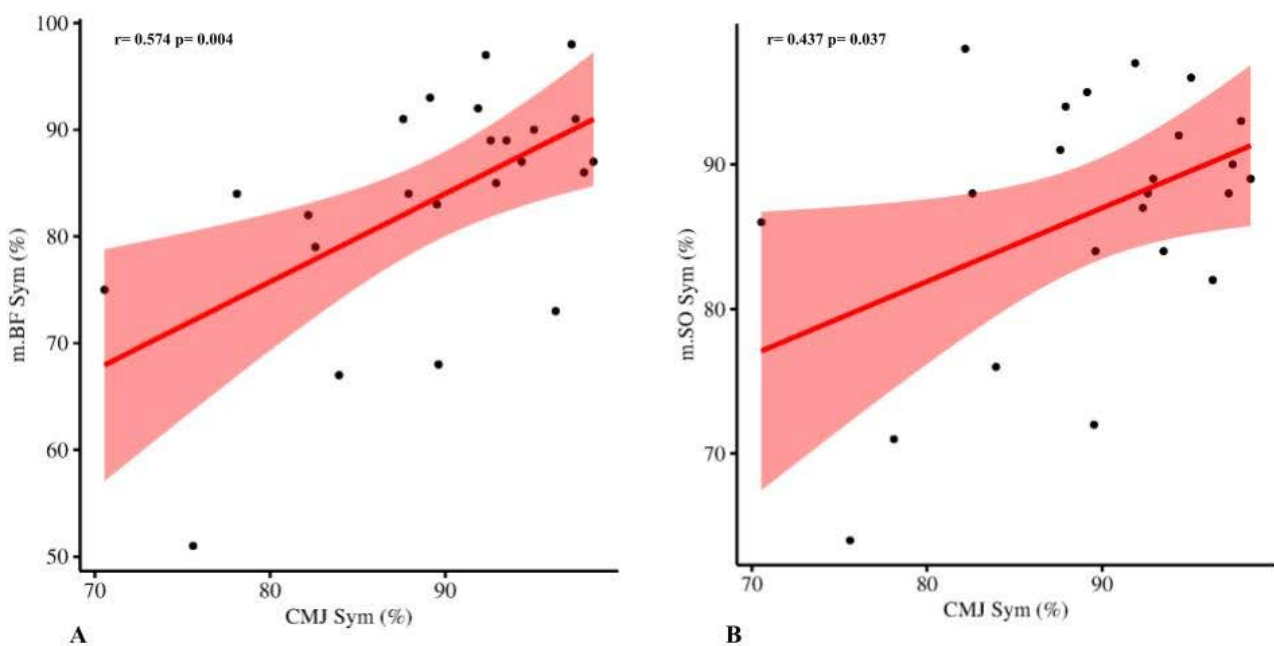 r= 0.574 p= 0.004
100
90
80
70
60
50
m.BF Sym (%)
70
80
90
CMJ Sym (%)
A
r= 0.437 p= 0.037
90
80
70
m.SO Sym (%)
70
80
90
CMJ Sym (%)
B